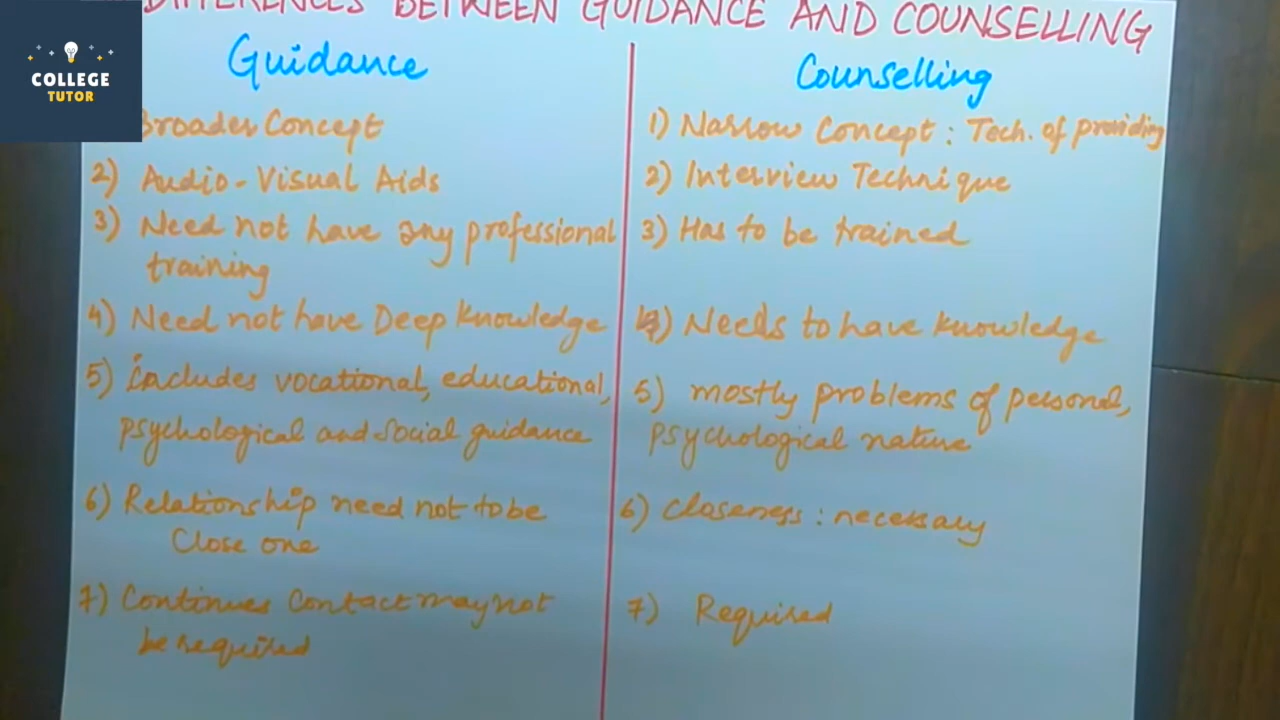 DIFFERENCES BETWEEN GUIDANCE AND COUNSELLING
COLLEGE
TUTOR
Guidance
Broader Concept
2) Audio-Visual Aids
3) Need not have any professional
training
4) Need not have Deep Knowledge
5) includes vocational, educational,
psychological and social guidance
6) Relationship need not to be
Close one
7) Continues Contact may not
be required
Counselling
1) Narrow Concept : Tech. of providing
2) Interview Technique
3) Has to be trained
4) Needs to have knowledge
5) mostly problems of personal,
psychological nature
6) Closeness : necessary
7) Required